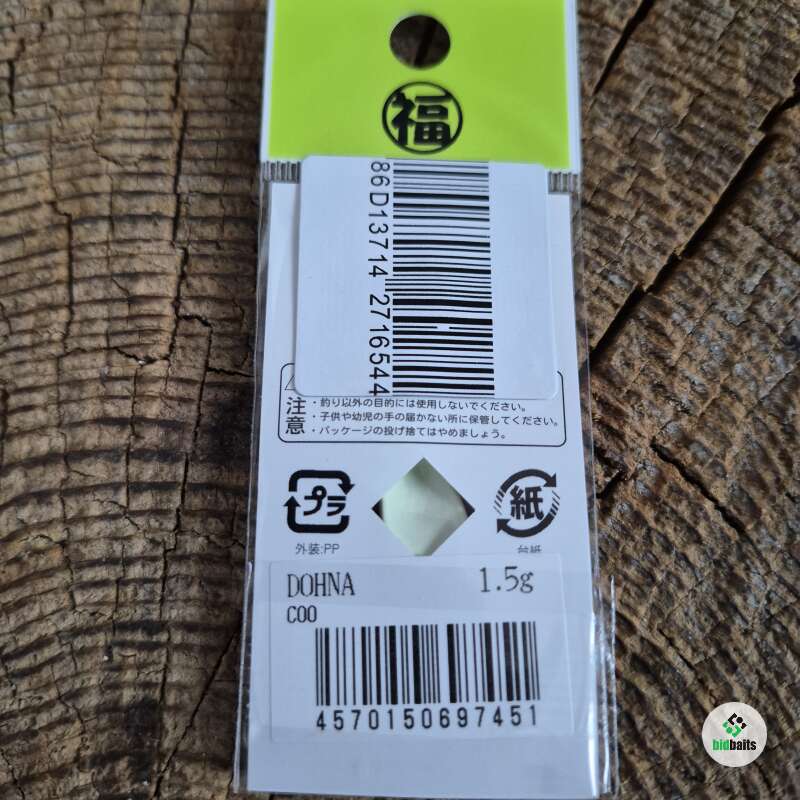 福
86D13714 2716544
注意
・釣り以外の目的には使用しないでください。
・子供や幼児の手の届かない所に保管してください。
・パッケージの投げ捨てはやめましょう。
プラ
紙
外装:PP
台紙
DOHNA 1.5g
COO
4570150697451
bidbaits